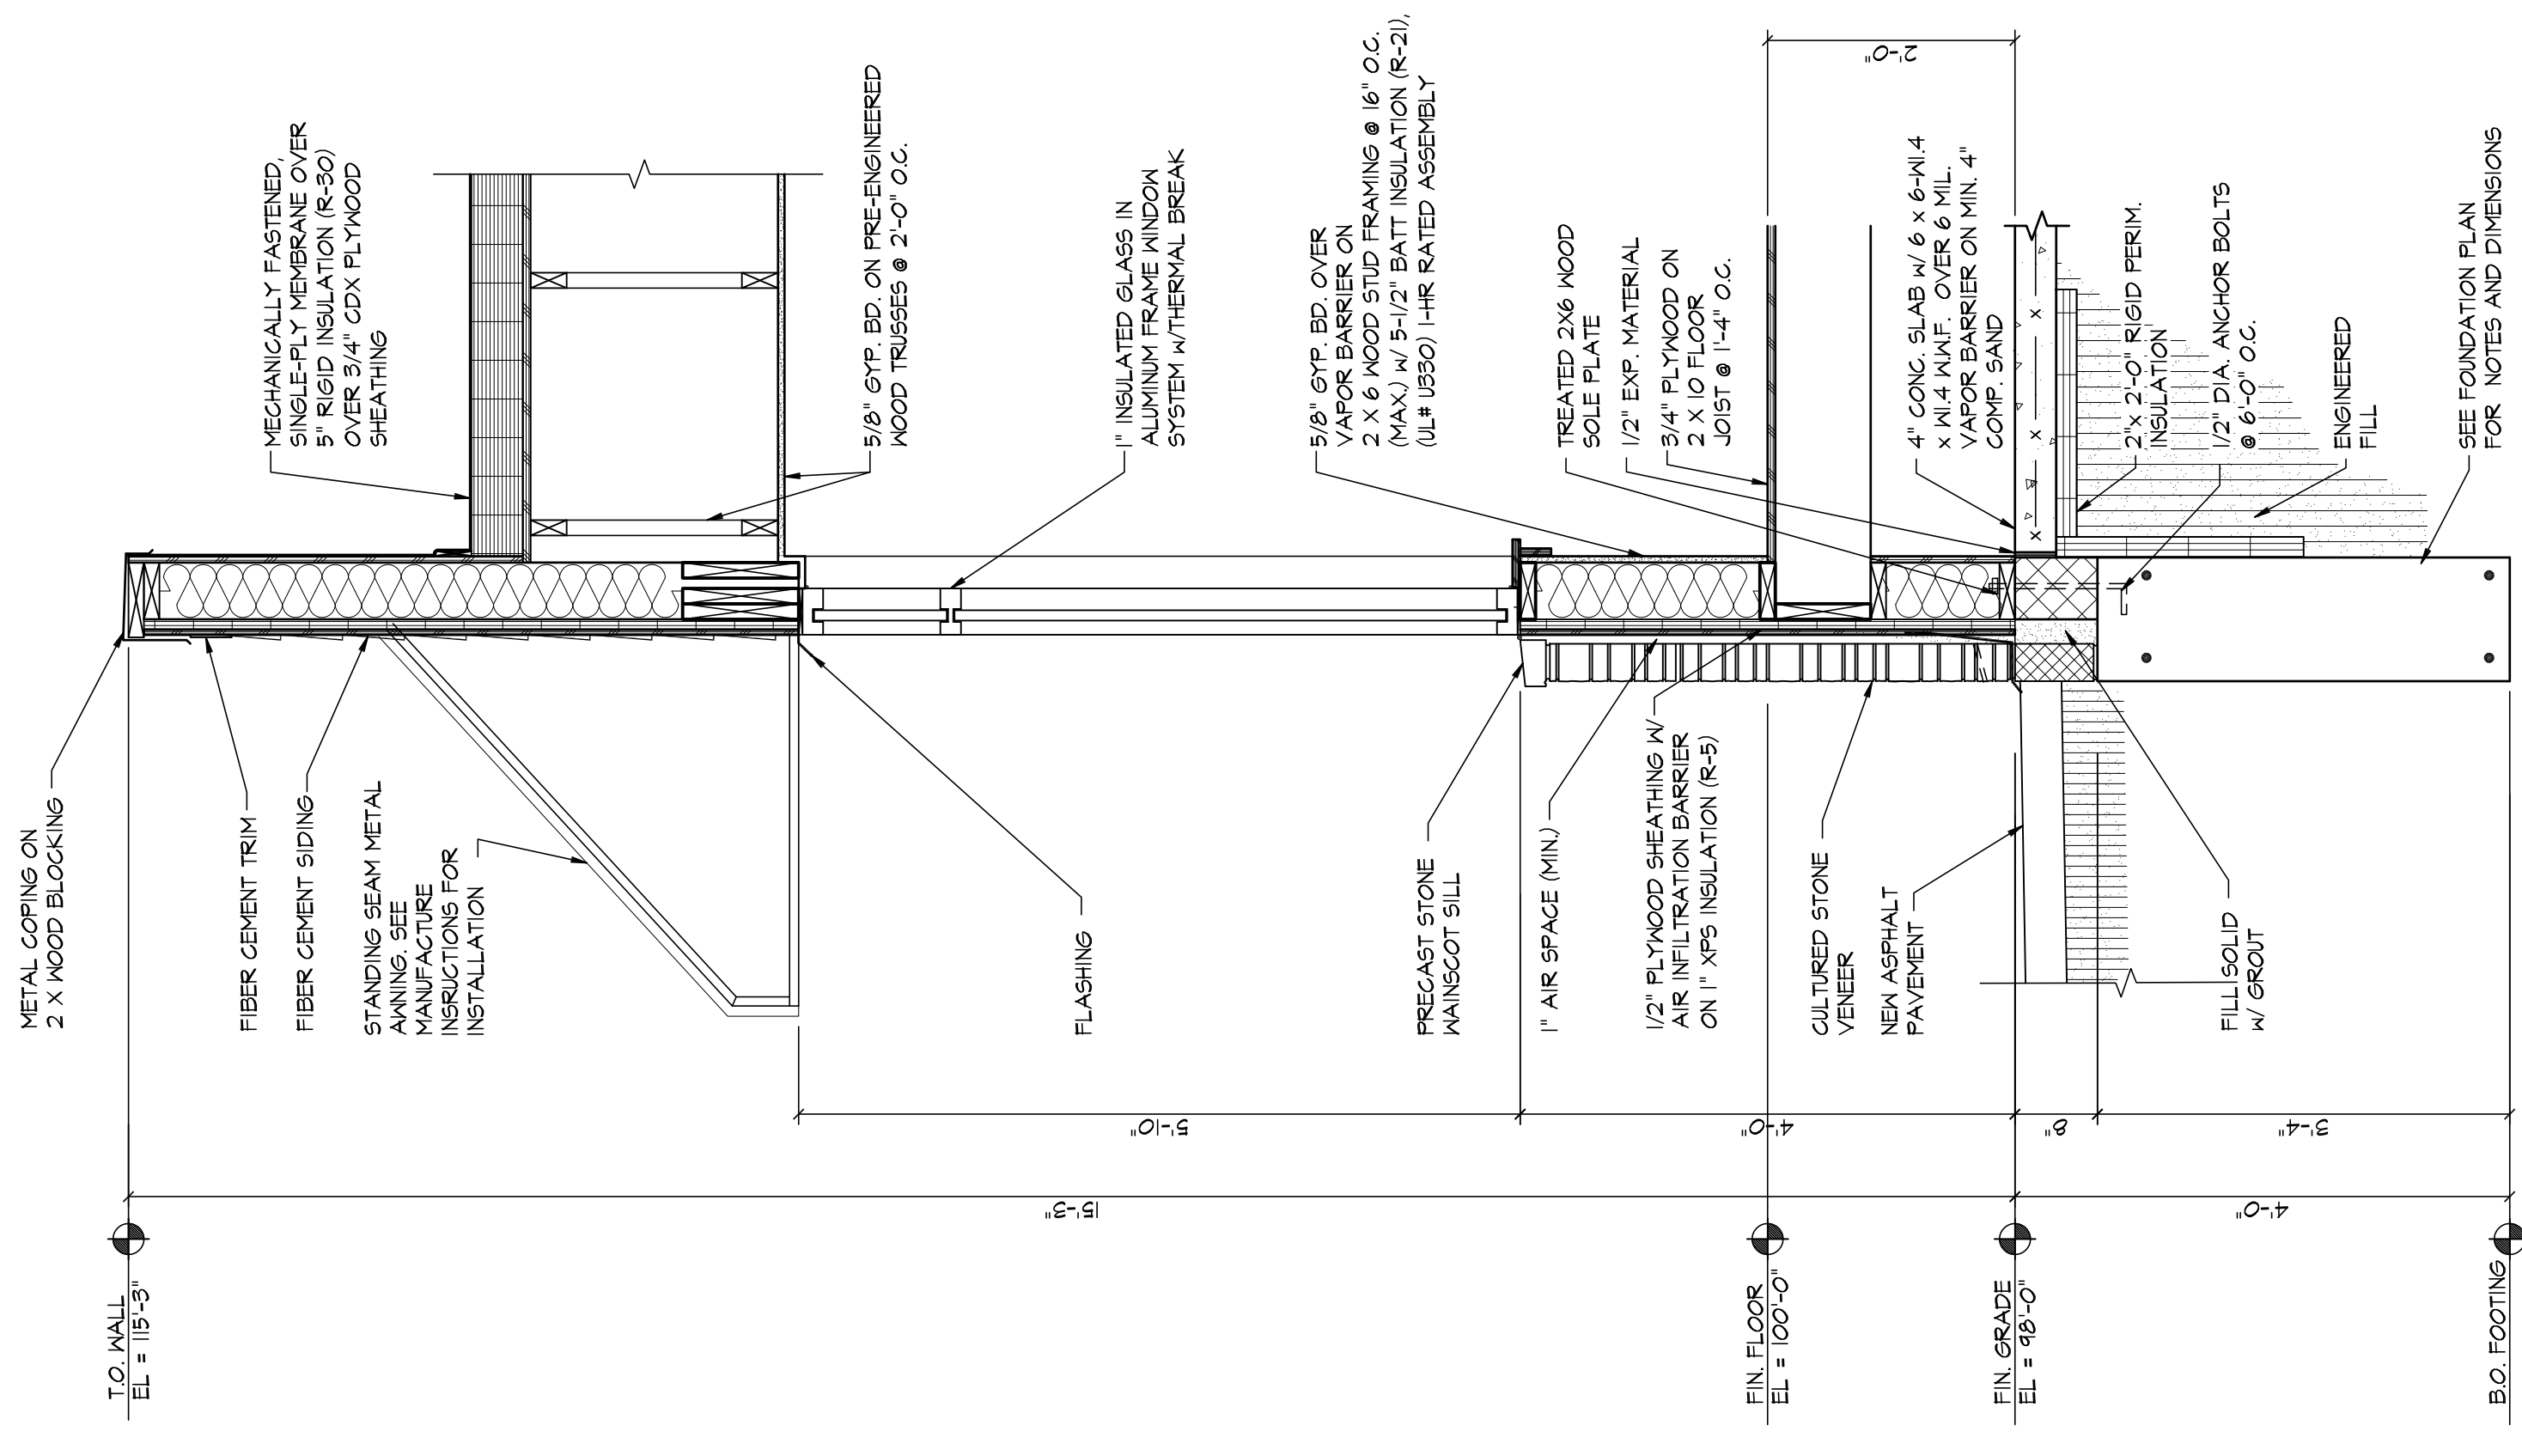 METAL COPING ON
2 X WOOD BLOCKING
FIBER CEMENT TRIM
FIBER CEMENT SIDING
STANDING SEAM METAL
AWNING. SEE
MANUFACTURE
INSRUCTIONS FOR
INSTALLATION
FLASHING
PRECAST STONE
WAINSCOT SILL
1" AIR SPACE (MIN.)
1/2" PLYWOOD SHEATHING W/
AIR INFILTRATION BARRIER
ON 1" XPS INSULATION (R-5)
CULTURED STONE
VENEER
NEW ASPHALT
PAVEMENT
FILLISOLID
W/ GROUT
MECHANICALLY FASTENED,
SINGLE-PLY MEMBRANE OVER
5" RIGID INSULATION (R-30)
OVER 3/4" CDX PLYWOOD
SHEATHING
5/8" GYP. BD. ON PRE-ENGINEERED
WOOD TRUSSES @ 2'-0" O.C.
1" INSULATED GLASS IN
ALUMINUM FRAME WINDOW
SYSTEM W/THERMAL BREAK
5/8" GYP. BD. OVER
VAPOR BARRIER ON
2 X 6 WOOD STUD FRAMING @ 16" O.C.
(MAX.) W/ 5-1/2" BATT INSULATION (R-21),
(UL# U330) 1-HR RATED ASSEMBLY
TREATED 2X6 WOOD
SOLE PLATE
1/2" EXP. MATERIAL
3/4" PLYWOOD ON
2 X 10 FLOOR
JOIST @ 1'-4" O.C.
4" CONC. SLAB W/ 6 x 6-W1.4
x W1.4 W.W.F. OVER 6 MIL.
VAPOR BARRIER ON MIN. 4"
COMP. SAND
2"x 2'-0" RIGID PERIM.
INSULATION
1/2" DIA. ANCHOR BOLTS
@ 6'-0" O.C.
ENGINEERED
FILL
SEE FOUNDATION PLAN
FOR NOTES AND DIMENSIONS
2'-0"
5'-10"
4'-0"
8"
3'-4"
15'-3"
4'-0"
T.O. WALL
EL = 115'-3"
FIN. FLOOR
EL = 100'-0"
FIN. GRADE
EL = 98'-0"
B.O. FOOTING